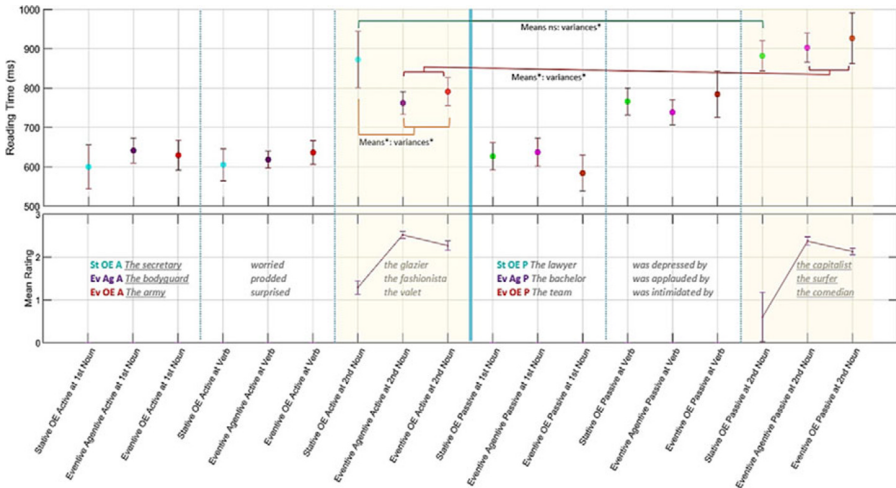 1000
900
800
700
600
500
Reading Time (ms)
Means ns: variances*
Means*: variances*
Means*: variances*
3
2
1
0
Mean Rating
St OE A The secretary worried the glazier
Ev Ag A The bodyguard prodded the fashionista
Ev OE A The army surprised the valet
St OE P The lawyer was depressed by the capitalist
Ev Ag P The bachelor was applauded by the surfer
Ev OE P The team was intimidated by the comedian
Stative OE Active at 1st Noun
Eventive Agentive Active at 1st Noun
Eventive OE Active at 1st Noun
Stative OE Active at Verb
Eventive Agentive Active at Verb
Eventive OE Active at Verb
Stative OE Active at 2nd Noun
Eventive Agentive Active at 2nd Noun
Eventive OE Active at 2nd Noun
Stative OE Passive at 1st Noun
Eventive Agentive Passive at 1st Noun
Eventive OE Passive at 1st Noun
Stative OE Passive at Verb
Eventive Agentive Passive at Verb
Eventive OE Passive at Verb
Stative OE Passive at 2nd Noun
Eventive Agentive Passive at 2nd Noun
Eventive OE Passive at 2nd Noun